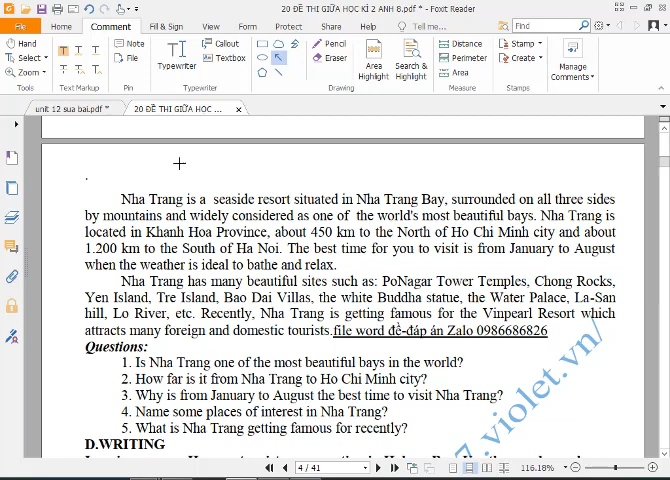 20 ĐỀ THI GIỮA HỌC KÌ 2 ANH 8.pdf * - Foxit Reader
File Home Comment Fill & Sign View Form Protect Share Help Tell me... Find
Hand Note Callout Pencil Distance Stamp
Select File Typewriter Textbox Eraser Area Highlight Search & Highlight Perimeter Create Manage Comments
Zoom Area
Tools Text Markup Pin Typewriter Drawing Measure Stamps
unit 12 sua bai.pdf * 20 ĐỀ THI GIỮA HỌC ...
.
Nha Trang is a seaside resort situated in Nha Trang Bay, surrounded on all three sides
by mountains and widely considered as one of the world's most beautiful bays. Nha Trang is
located in Khanh Hoa Province, about 450 km to the North of Ho Chi Minh city and about
1.200 km to the South of Ha Noi. The best time for you to visit is from January to August
when the weather is ideal to bathe and relax.
Nha Trang has many beautiful sites such as: PoNagar Tower Temples, Chong Rocks,
Yen Island, Tre Island, Bao Dai Villas, the white Buddha statue, the Water Palace, La-San
hill, Lo River, etc. Recently, Nha Trang is getting famous for the Vinpearl Resort which
attracts many foreign and domestic tourists.file word đề-đáp án Zalo 0986686826
Questions:
1. Is Nha Trang one of the most beautiful bays in the world?
2. How far is it from Nha Trang to Ho Chi Minh city?
3. Why is from January to August the best time to visit Nha Trang?
4. Name some places of interest in Nha Trang?
5. What is Nha Trang getting famous for recently?
7.violet.vn/
D.WRITING
4 / 41 116.18%